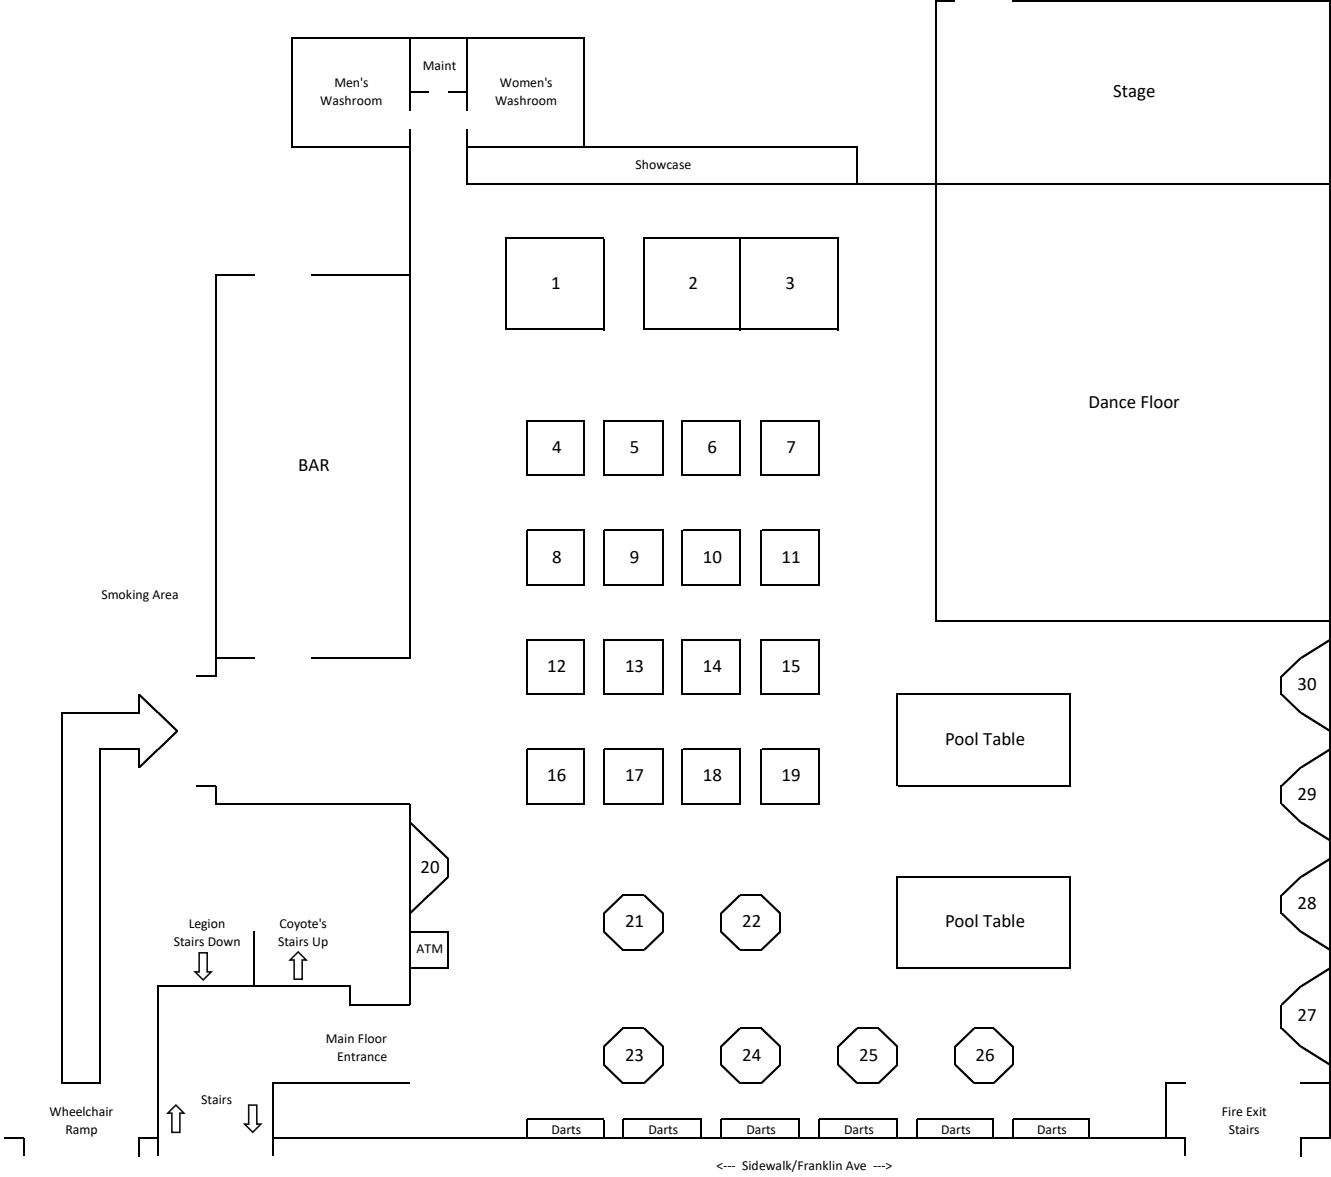 Maint
Men's
Washroom
Women's
Washroom
Stage
Showcase
1
2
3
Dance Floor
4
5
6
7
BAR
8
9
10
11
Smoking Area
12
13
14
15
30
Pool Table
16
17
18
19
29
20
28
21
22
Pool Table
Legion
Stairs Down
Coyote's
Stairs Up
ATM
27
Main Floor
Entrance
23
24
25
26
Stairs
Wheelchair
Ramp
Fire Exit
Stairs
Darts
Darts
Darts
Darts
Darts
Darts
<--- Sidewalk/Franklin Ave --->